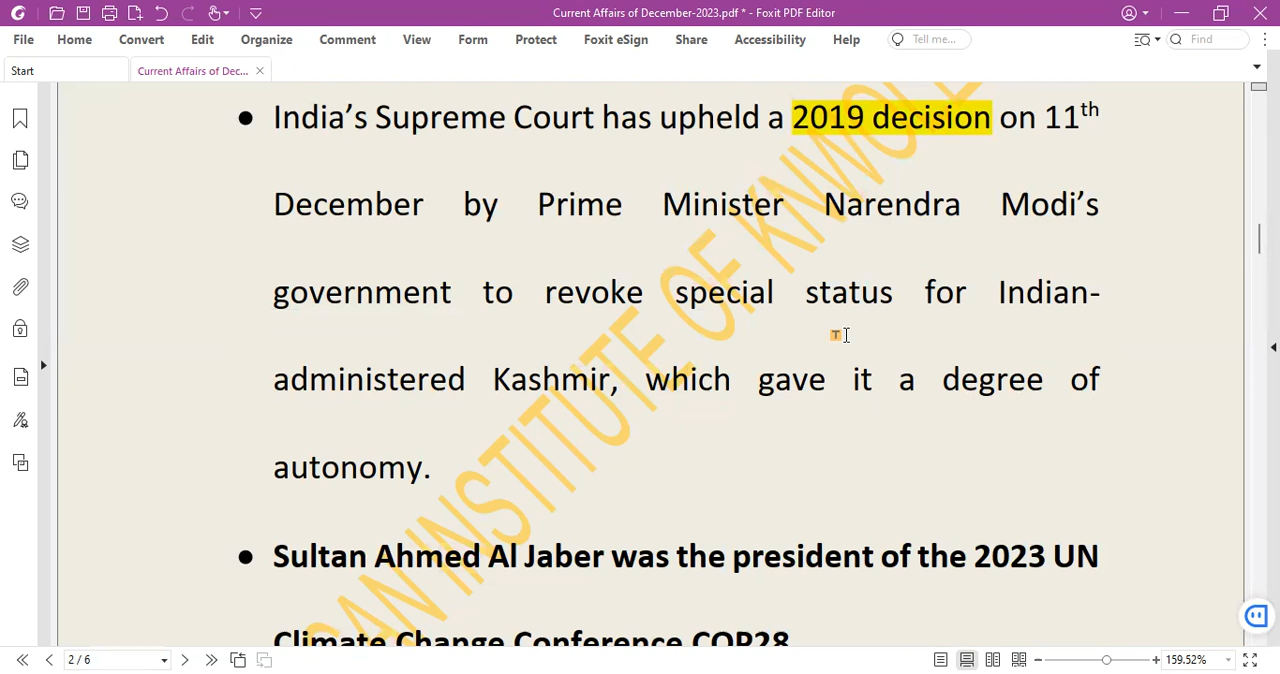 Current Affairs of December-2023.pdf * - Foxit PDF Editor
File Home Convert Edit Organize Comment View Form Protect Foxit eSign Share Accessibility Help Tell me... Find
Start Current Affairs of Dec... ×
• India’s Supreme Court has upheld a 2019 decision on 11th
December by Prime Minister Narendra Modi’s
government to revoke special status for Indian-
administered Kashmir, which gave it a degree of
autonomy.
• Sultan Ahmed Al Jaber was the president of the 2023 UN
Climate Change Conference COP28
AN INSTITUTE OF KNWO
2 / 6 159.52%